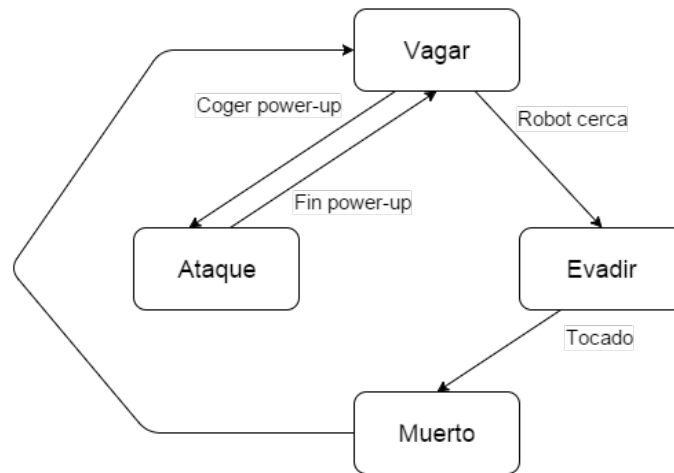 Vagar
Coger power-up
Robot cerca
Fin power-up
Ataque
Evadir
Tocado
Muerto